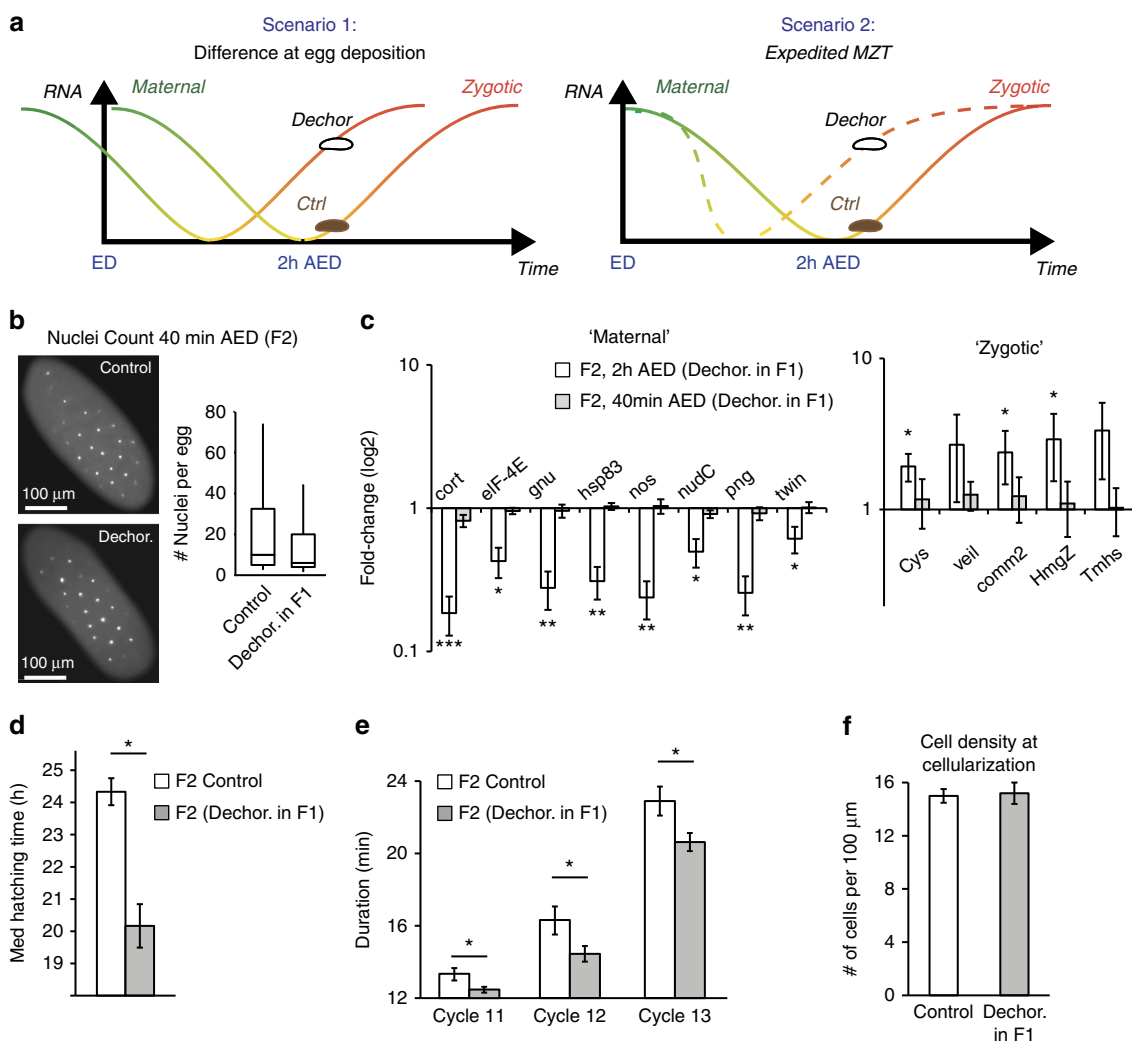 a
Scenario 1:
Difference at egg deposition
RNA
Maternal
Zygotic
Dechor
Ctrl
ED
2h AED
Time
Scenario 2:
Expedited MZT
RNA
Maternal
Zygotic
Dechor
Ctrl
ED
2h AED
Time
b
Nuclei Count 40 min AED (F2)
Control
100 µm
Dechor.
100 µm
# Nuclei per egg
80
60
40
20
0
Control
Dechor. in F1
c
'Maternal'
Fold-change (log2)
10
1
0.1
F2, 2h AED (Dechor. in F1)
F2, 40min AED (Dechor. in F1)
cort
eIF-4E
gnu
hsp83
nos
nudC
png
twin
***
*
**
**
**
*
**
*
'Zygotic'
10
1
*
*
*
Cys
veil
comm2
HmgZ
Tmhs
d
Med hatching time (h)
24
23
22
21
20
19
*
F2 Control
F2 (Dechor. in F1)
e
Duration (min)
24
20
16
12
F2 Control
F2 (Dechor. in F1)
*
*
*
Cycle 11
Cycle 12
Cycle 13
f
Cell density at
cellularization
# of cells per 100 µm
16
12
8
4
0
Control
Dechor.
in F1